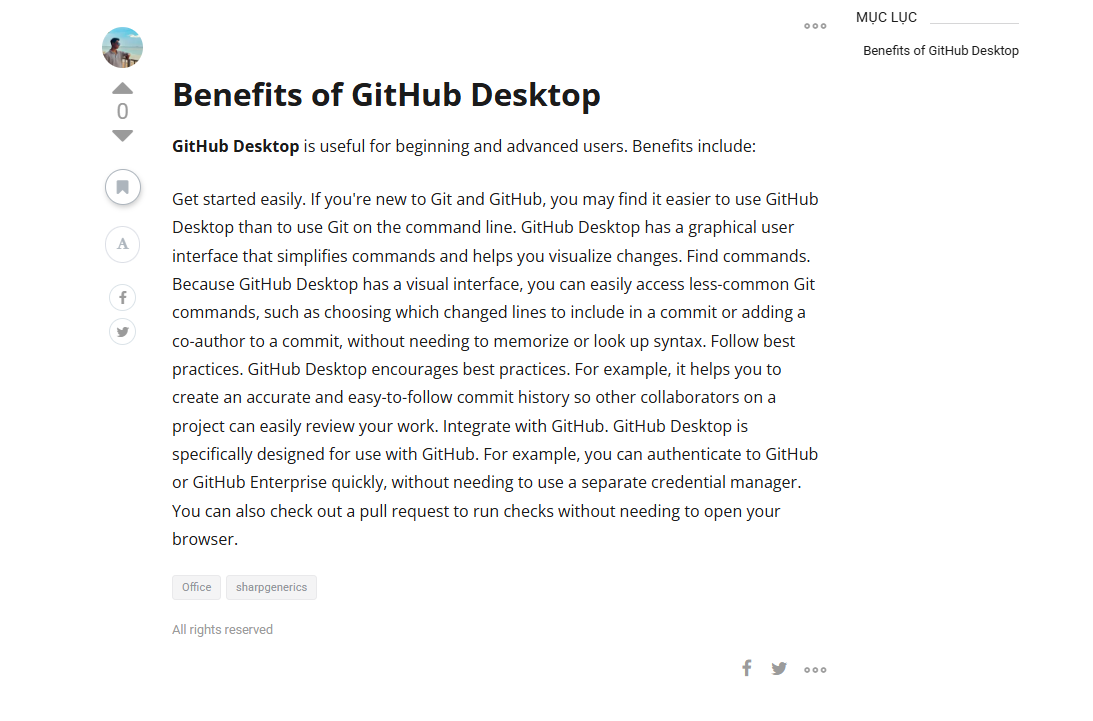 MỤC LỤC
Benefits of GitHub Desktop
0
A
Benefits of GitHub Desktop
GitHub Desktop is useful for beginning and advanced users. Benefits include:
Get started easily. If you're new to Git and GitHub, you may find it easier to use GitHub
Desktop than to use Git on the command line. GitHub Desktop has a graphical user
interface that simplifies commands and helps you visualize changes. Find commands.
Because GitHub Desktop has a visual interface, you can easily access less-common Git
commands, such as choosing which changed lines to include in a commit or adding a
co-author to a commit, without needing to memorize or look up syntax. Follow best
practices. GitHub Desktop encourages best practices. For example, it helps you to
create an accurate and easy-to-follow commit history so other collaborators on a
project can easily review your work. Integrate with GitHub. GitHub Desktop is
specifically designed for use with GitHub. For example, you can authenticate to GitHub
or GitHub Enterprise quickly, without needing to use a separate credential manager.
You can also check out a pull request to run checks without needing to open your
browser.
Office
sharpgenerics
All rights reserved